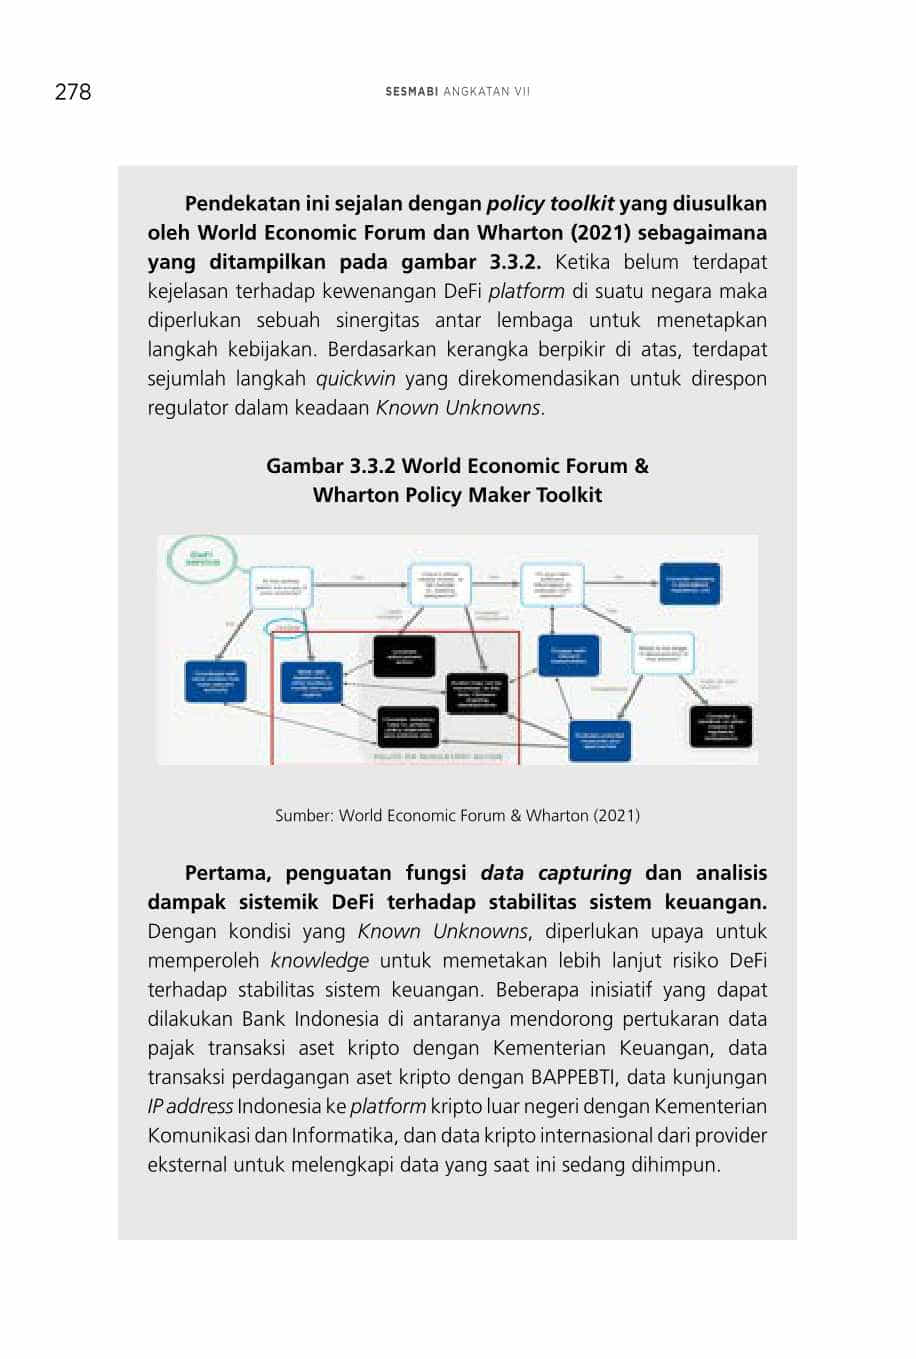 278
SESMABI ANGKATAN VII
Pendekatan ini sejalan dengan policy toolkit yang diusulkan
oleh World Economic Forum dan Wharton (2021) sebagaimana
yang ditampilkan pada gambar 3.3.2. Ketika belum terdapat
kejelasan terhadap kewenangan DeFi platform di suatu negara maka
diperlukan sebuah sinergitas antar lembaga untuk menetapkan
langkah kebijakan. Berdasarkan kerangka berpikir di atas, terdapat
sejumlah langkah quickwin yang direkomendasikan untuk direspon
regulator dalam keadaan Known Unknowns.
Gambar 3.3.2 World Economic Forum &
Wharton Policy Maker Toolkit
Sumber: World Economic Forum & Wharton (2021)
Pertama, penguatan fungsi data capturing dan analisis
dampak sistemik DeFi terhadap stabilitas sistem keuangan.
Dengan kondisi yang Known Unknowns, diperlukan upaya untuk
memperoleh knowledge untuk memetakan lebih lanjut risiko DeFi
terhadap stabilitas sistem keuangan. Beberapa inisiatif yang dapat
dilakukan Bank Indonesia di antaranya mendorong pertukaran data
pajak transaksi aset kripto dengan Kementerian Keuangan, data
transaksi perdagangan aset kripto dengan BAPPEBTI, data kunjungan
IP address Indonesia ke platform kripto luar negeri dengan Kementerian
Komunikasi dan Informatika, dan data kripto internasional dari provider
eksternal untuk melengkapi data yang saat ini sedang dihimpun.